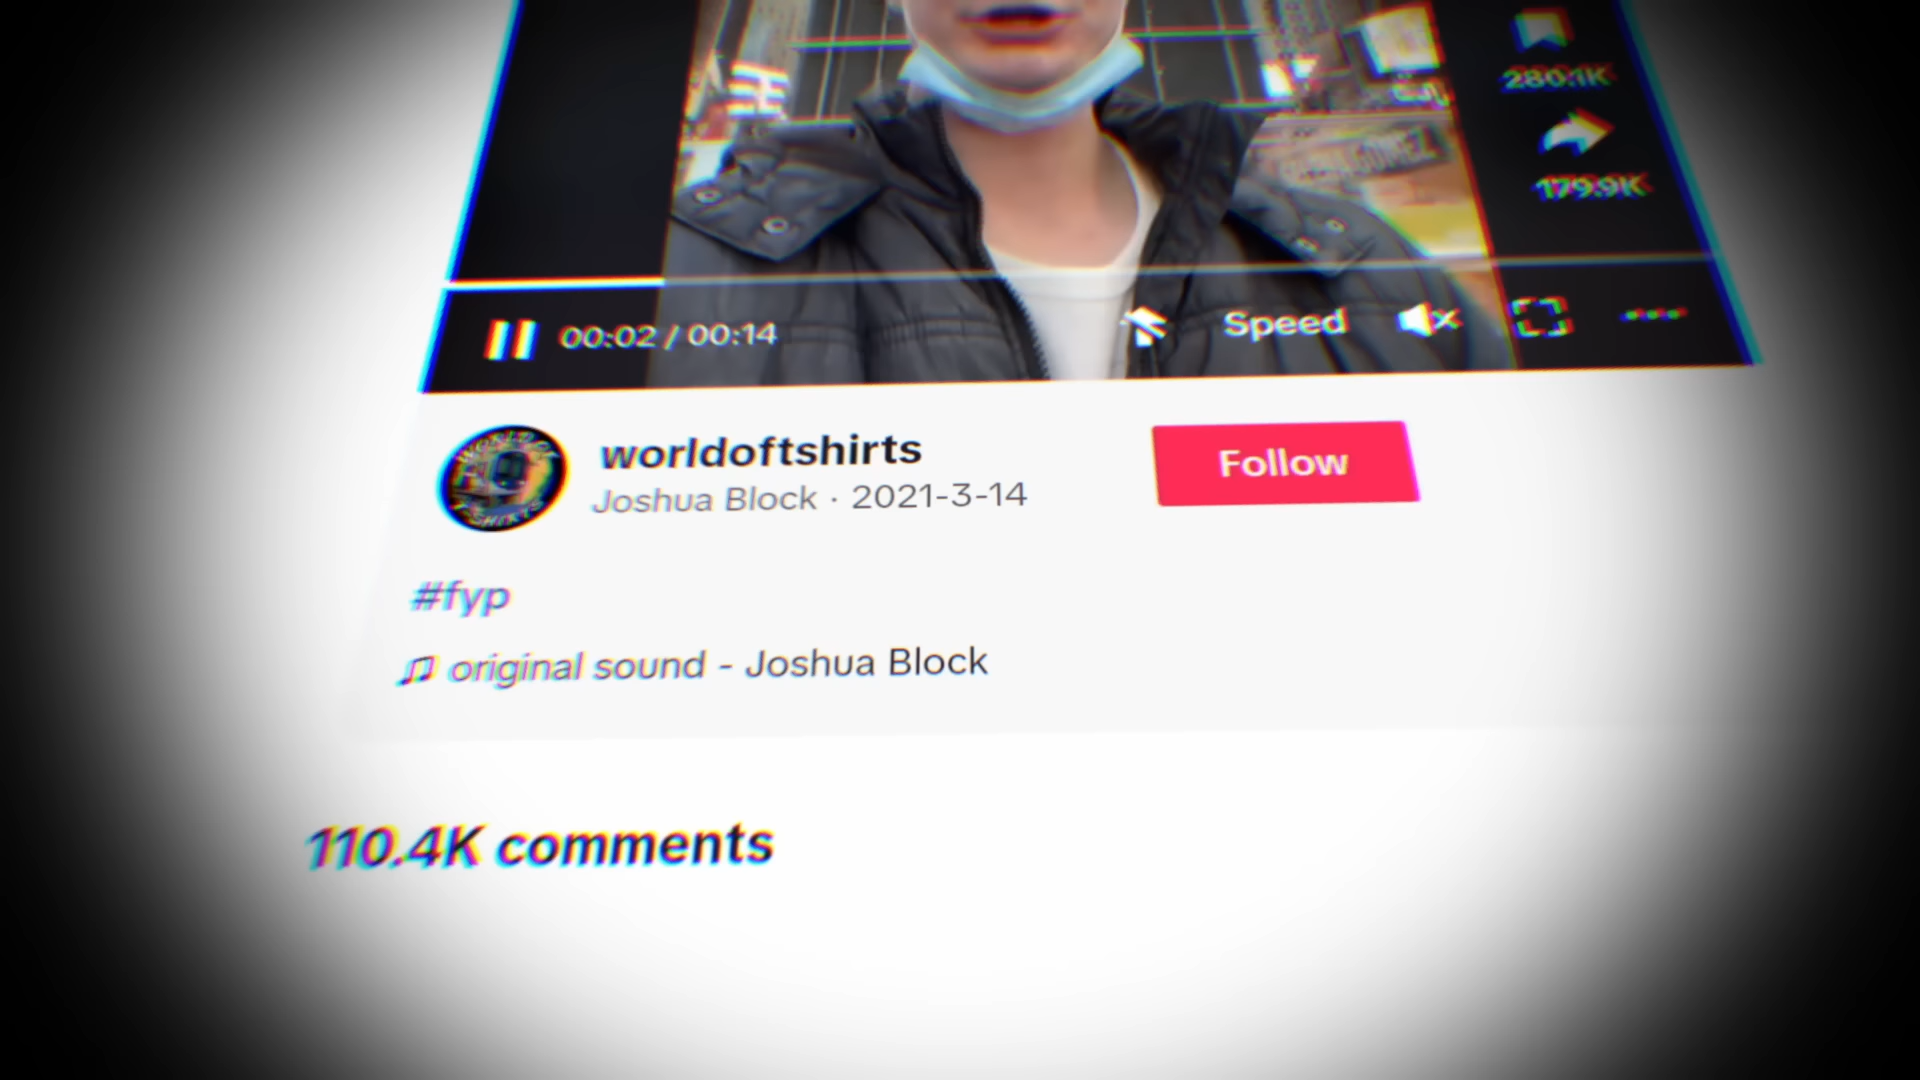 280.1K
179.9K
00:02 / 00:14
Speed
worldoftshirts
Follow
Joshua Block · 2021-3-14
#fyp
original sound - Joshua Block
110.4K comments